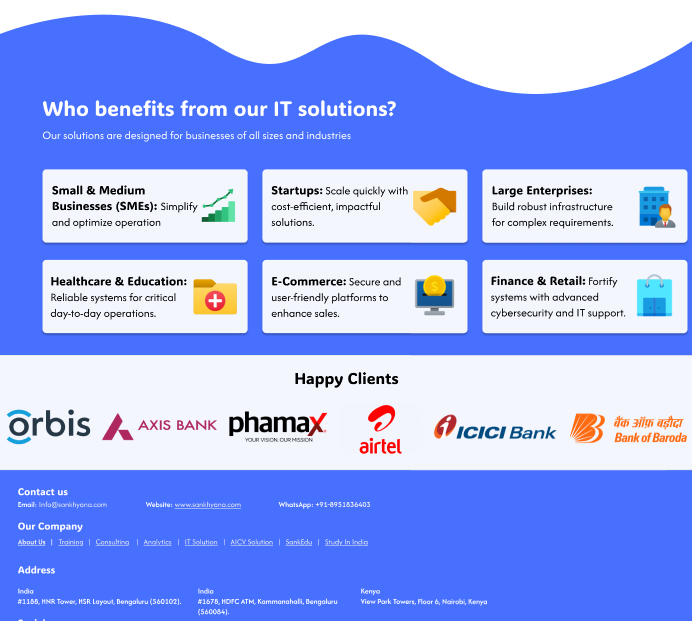 Who benefits from our IT solutions?
Our solutions are designed for businesses of all sizes and industries
Small & Medium
Businesses (SMEs): Simplify
and optimize operation
Startups: Scale quickly with
cost-efficient, impactful
solutions.
Large Enterprises:
Build robust infrastructure
for complex requirements.
Healthcare & Education:
Reliable systems for critical
day-to-day operations.
E-Commerce: Secure and
user-friendly platforms to
enhance sales.
Finance & Retail: Fortify
systems with advanced
cybersecurity and IT support.
Happy Clients
orbis
AXIS BANK
phamax
YOUR VISION. OUR MISSION
airtel
ICICI Bank
बैंक ऑफ़ बड़ौदा
Bank of Baroda
Contact us
Email: info@sankhyana.com Website: www.sankhyana.com WhatsApp: +91-8951836403
Our Company
About Us | Training | Consulting | Analytics | IT Solution | AICV Solution | SankEdu | Study In India
Address
India
#1188, HNR Tower, HSR Layout, Bengaluru (560102).
India
#1678, HDFC ATM, Kammanahalli, Bengaluru
(560084).
Kenya
View Park Towers, Floor 6, Nairobi, Kenya